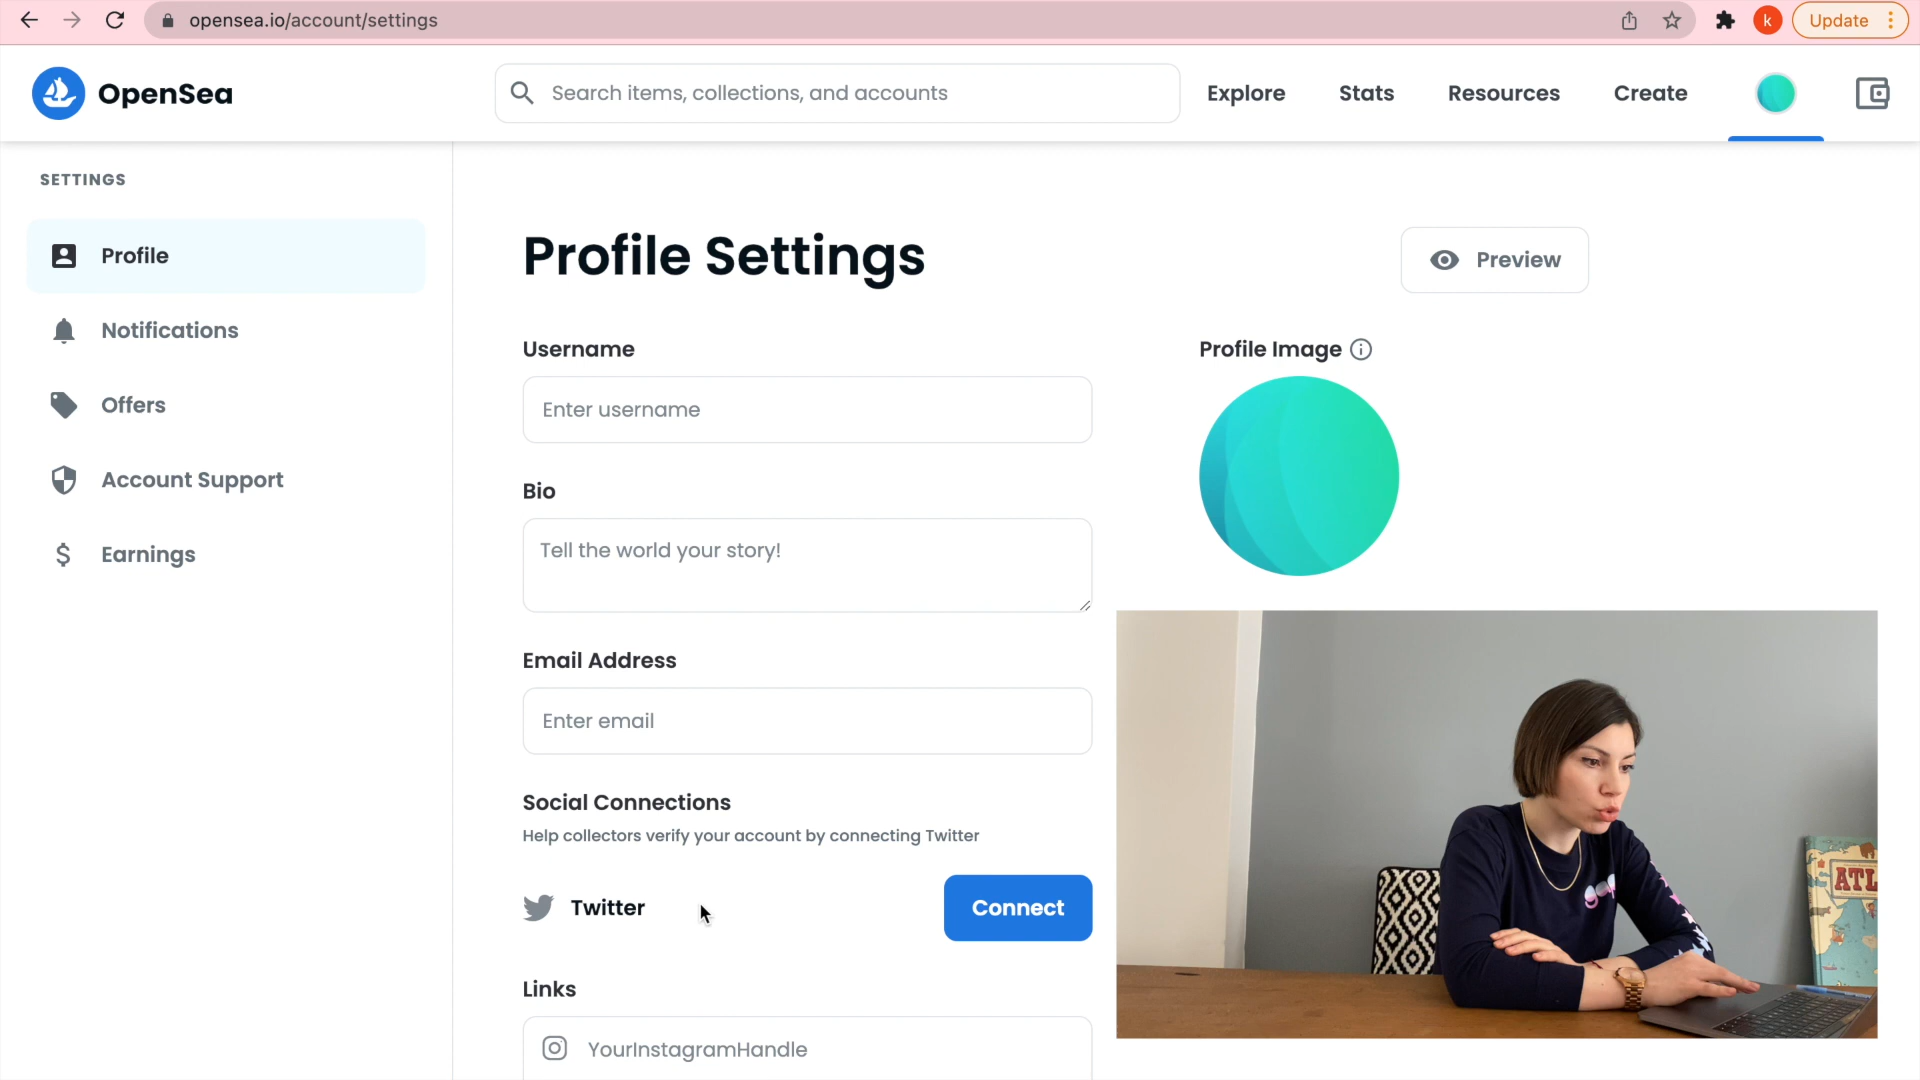 opensea.io/account/settings
k
Update
OpenSea
Search items, collections, and accounts
Explore
Stats
Resources
Create
SETTINGS
Profile
Notifications
Offers
Account Support
$ Earnings
Profile Settings
Preview
Username
Enter username
Bio
Tell the world your story!
Email Address
Enter email
Social Connections
Help collectors verify your account by connecting Twitter
Twitter
Connect
Links
YourInstagramHandle
Profile Image
ATL